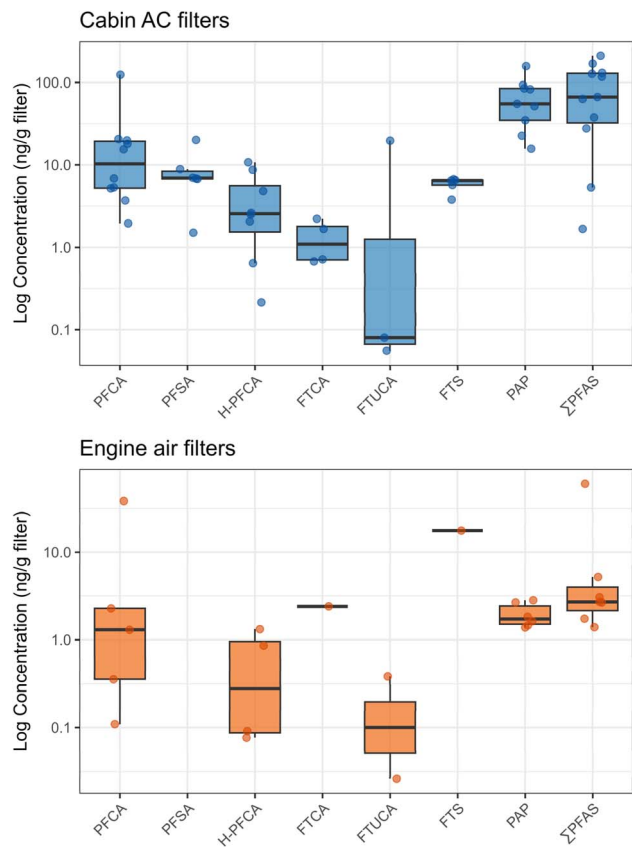 Cabin AC filters
Log Concentration (ng/g filter)
100.0
10.0
1.0
0.1
PFCA
PFSA
H-PFCA
FTCA
FTUCA
FTS
PAP
∑PFAS
Engine air filters
Log Concentration (ng/g filter)
10.0
1.0
0.1
PFCA
PFSA
H-PFCA
FTCA
FTUCA
FTS
PAP
∑PFAS